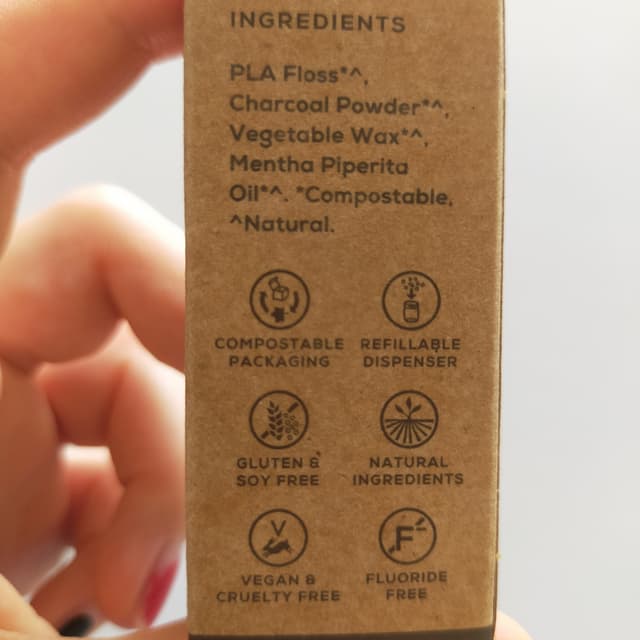 INGREDIENTS
PLA Floss*^,
Charcoal Powder*^,
Vegetable Wax*^,
Mentha Piperita
Oil*^. *Compostable,
^Natural.
COMPOSTABLE PACKAGING
REFILLABLE DISPENSER
GLUTEN & SOY FREE
NATURAL INGREDIENTS
V
VEGAN & CRUELTY FREE
F
FLUORIDE FREE